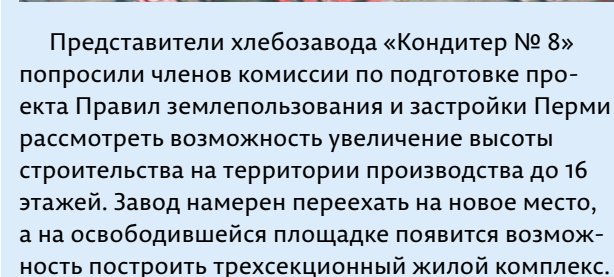 Представители хлебозавода «Кондитер № 8»
попросили членов комиссии по подготовке про-
екта Правил землепользования и застройки Перми
рассмотреть возможность увеличение высоты
строительства на территории производства до 16
этажей. Завод намерен переехать на новое место,
а на освободившейся площадке появится возмож-
ность построить трехсекционный жилой комплекс.